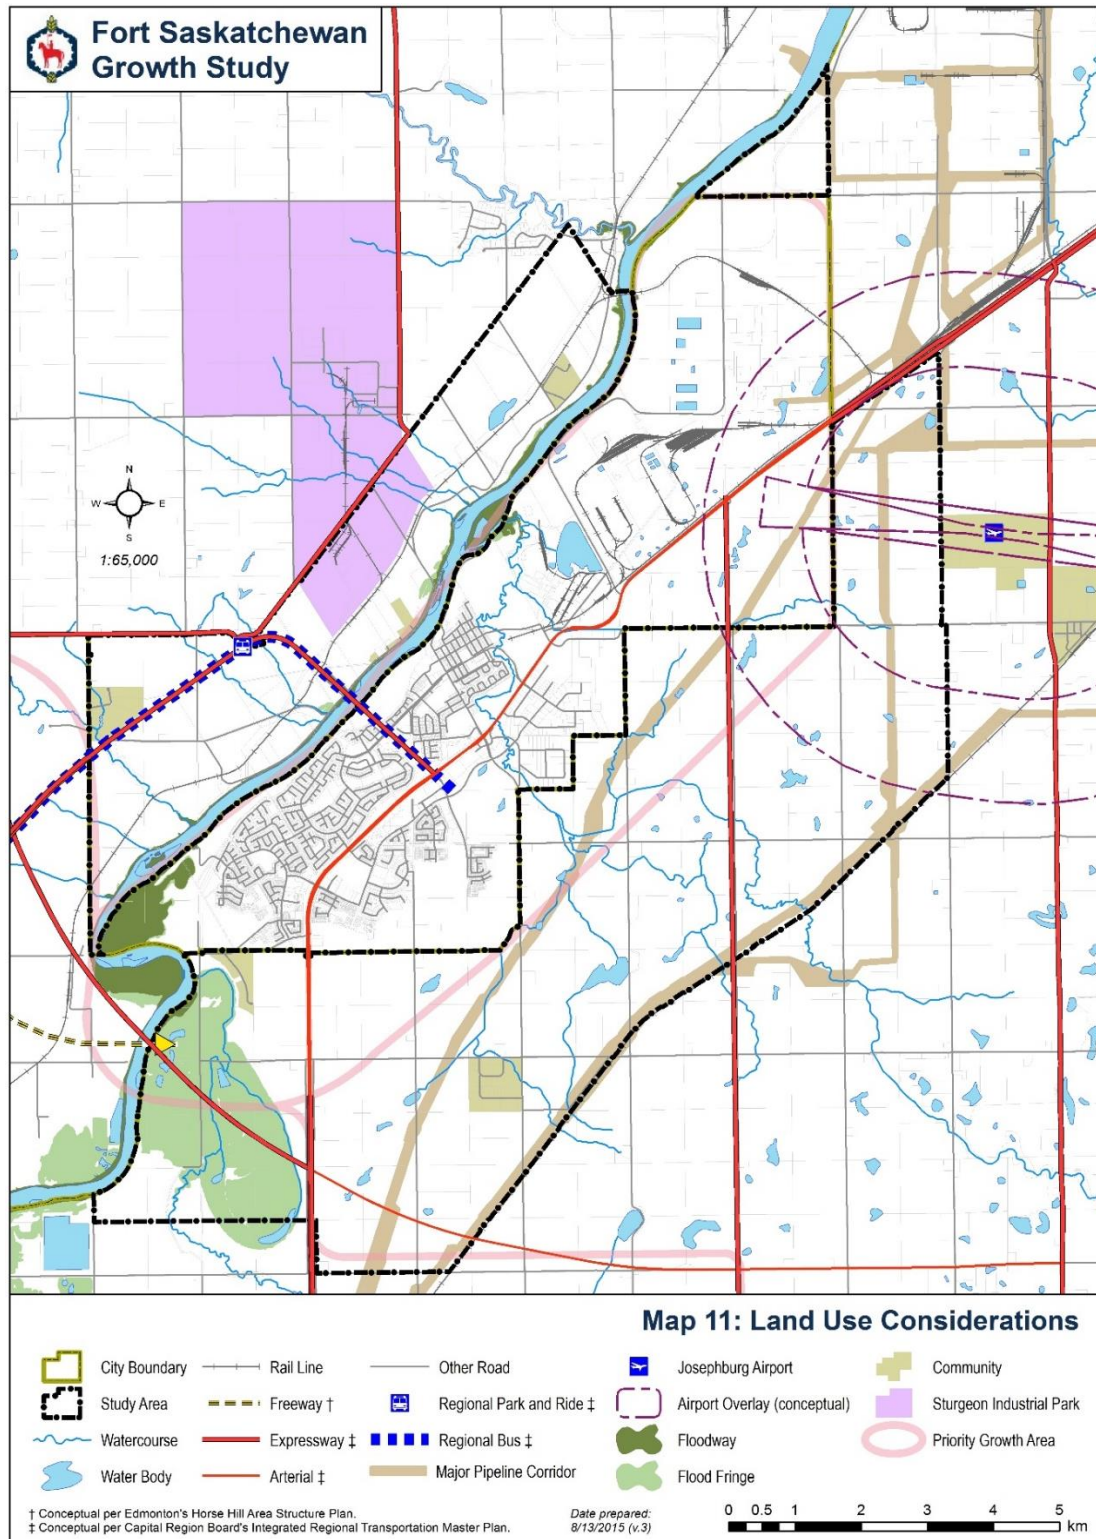 Fort Saskatchewan
Growth Study
N
W E
S
1:65,000
Map 11: Land Use Considerations
City Boundary
Rail Line
Other Road
Josephburg Airport
Community
Study Area
Freeway †
Regional Park and Ride ‡
Airport Overlay (conceptual)
Sturgeon Industrial Park
Watercourse
Expressway ‡
Regional Bus ‡
Floodway
Priority Growth Area
Water Body
Arterial ‡
Major Pipeline Corridor
Flood Fringe
† Conceptual per Edmonton's Horse Hill Area Structure Plan.
‡ Conceptual per Capital Region Board's Integrated Regional Transportation Master Plan.
Date prepared:
8/13/2015 (v.3)
0 0.5 1 2 3 4 5
km